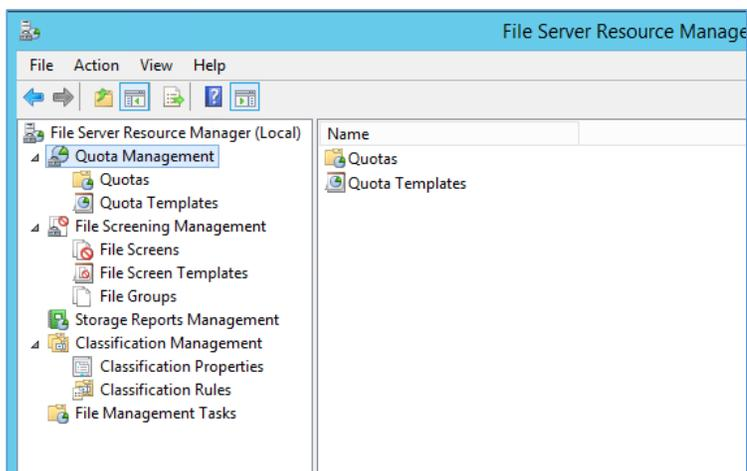 File Server Resource Manage
File Action View Help
File Server Resource Manager (Local)
Quota Management
Quotas
Quota Templates
File Screening Management
File Screens
File Screen Templates
File Groups
Storage Reports Management
Classification Management
Classification Properties
Classification Rules
File Management Tasks
Name
Quotas
Quota Templates